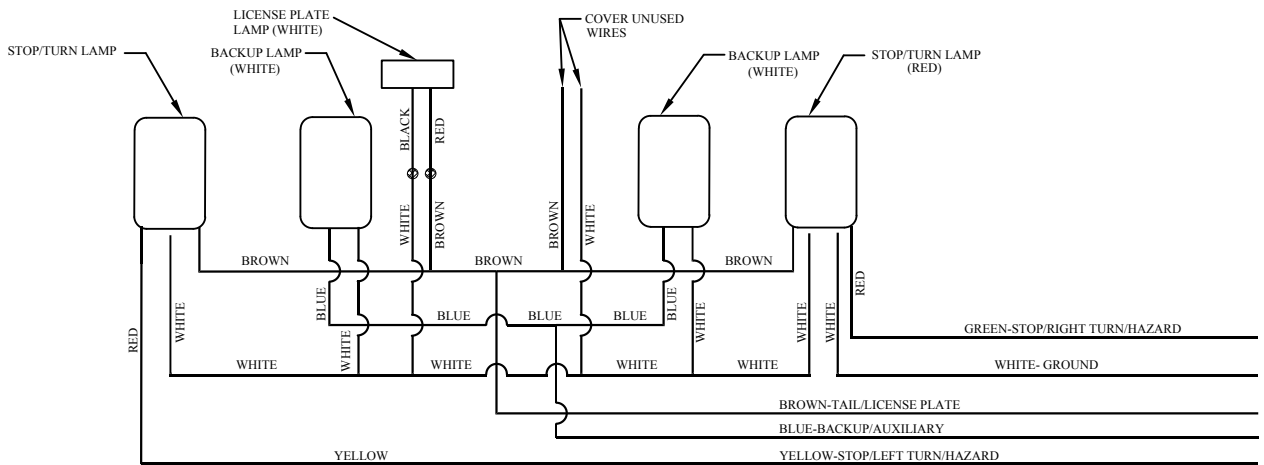 LICENSE PLATE
LAMP (WHITE)
COVER UNUSED
WIRES
STOP/TURN LAMP
BACKUP LAMP
(WHITE)
BACKUP LAMP
(WHITE)
STOP/TURN LAMP
(RED)
BLACK
RED
WHITE
BROWN
BROWN
WHITE
BROWN
BROWN
BROWN
RED
WHITE
BLUE
WHITE
BLUE
BLUE
BLUE
BLUE
WHITE
WHITE
WHITE
RED
WHITE
WHITE
WHITE
WHITE
WHITE
GREEN-STOP/RIGHT TURN/HAZARD
WHITE- GROUND
BROWN-TAIL/LICENSE PLATE
BLUE-BACKUP/AUXILIARY
YELLOW
YELLOW-STOP/LEFT TURN/HAZARD